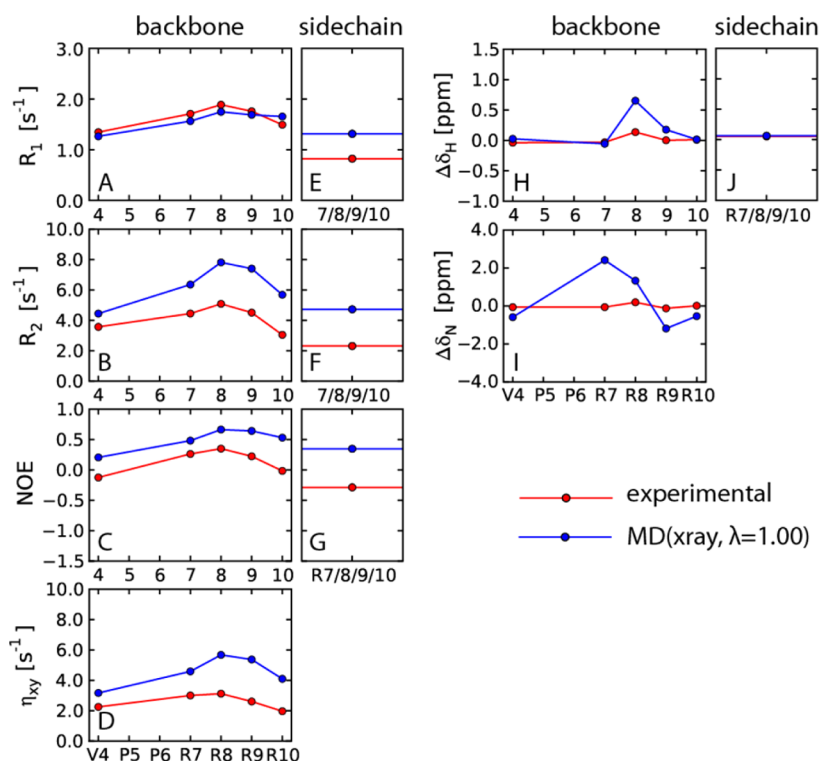 backbone sidechain
R1 [s-1]
3.0
2.0
1.0
0.0
A
4 5 6 7 8 9 10
E
7/8/9/10
R2 [s-1]
10.0
8.0
6.0
4.0
2.0
0.0
B
4 5 6 7 8 9 10
F
7/8/9/10
NOE
1.0
0.5
0.0
−0.5
−1.0
−1.5
C
4 5 6 7 8 9 10
G
R7/8/9/10
ηxy [s-1]
10.0
8.0
6.0
4.0
2.0
0.0
D
V4 P5 P6 R7 R8 R9 R10
backbone sidechain
ΔδH [ppm]
1.5
1.0
0.5
0.0
−0.5
−1.0
H
4 5 6 7 8 9 10
J
R7/8/9/10
ΔδN [ppm]
4.0
2.0
0.0
−2.0
−4.0
I
V4 P5 P6 R7 R8 R9 R10
experimental
MD(xray, λ=1.00)